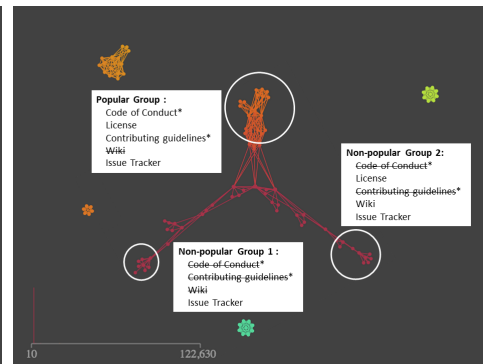 Popular Group :
Code of Conduct*
License
Contributing guidelines*
Wiki
Issue Tracker
Non-popular Group 2:
Code of Conduct*
License
Contributing guidelines*
Wiki
Issue Tracker
Non-popular Group 1 :
Code of Conduct*
Contributing guidelines*
Wiki
Issue Tracker
10
122,630